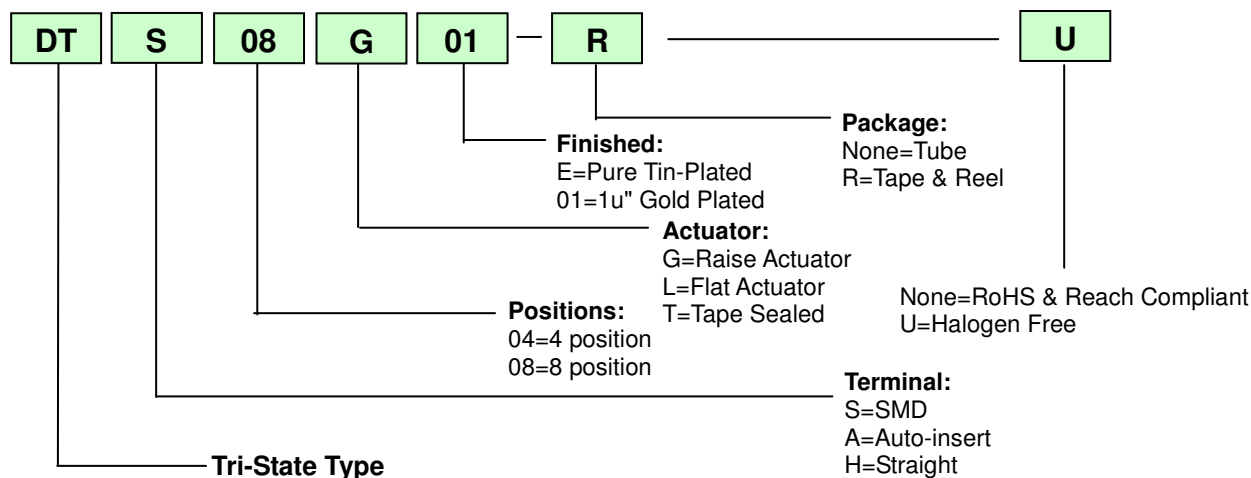 DT S 08 G 01 — R U
Package:
None=Tube
R=Tape & Reel
Finished:
E=Pure Tin-Plated
01=1u" Gold Plated
Actuator:
G=Raise Actuator
L=Flat Actuator
T=Tape Sealed
None=RoHS & Reach Compliant
U=Halogen Free
Positions:
04=4 position
08=8 position
Terminal:
S=SMD
A=Auto-insert
H=Straight
Tri-State Type